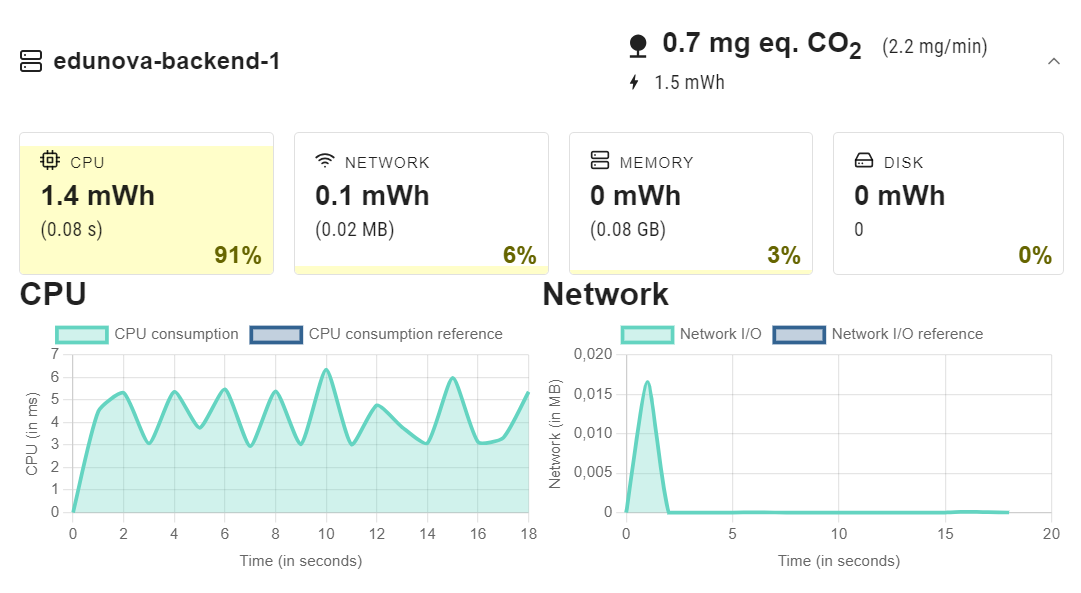 edunova-backend-1
0.7 mg eq. CO2 (2.2 mg/min)
1.5 mWh
CPU
1.4 mWh
(0.08 s)
91%
NETWORK
0.1 mWh
(0.02 MB)
6%
MEMORY
0 mWh
(0.08 GB)
3%
DISK
0 mWh
0
0%
CPU
CPU consumption CPU consumption reference
CPU (in ms)
7
6
5
4
3
2
1
0
0 2 4 6 8 10 12 14 16 18
Time (in seconds)
Network
Network I/O Network I/O reference
Network (in MB)
0,020
0,015
0,010
0,005
0
0 5 10 15 20
Time (in seconds)